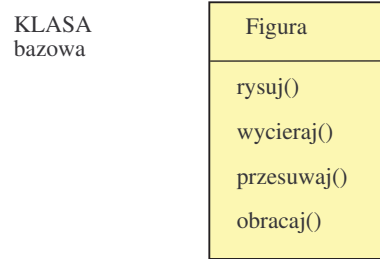 KLASA
bazowa
Figura
rysuj()
wycieraj()
przesuwaj()
obracaj()